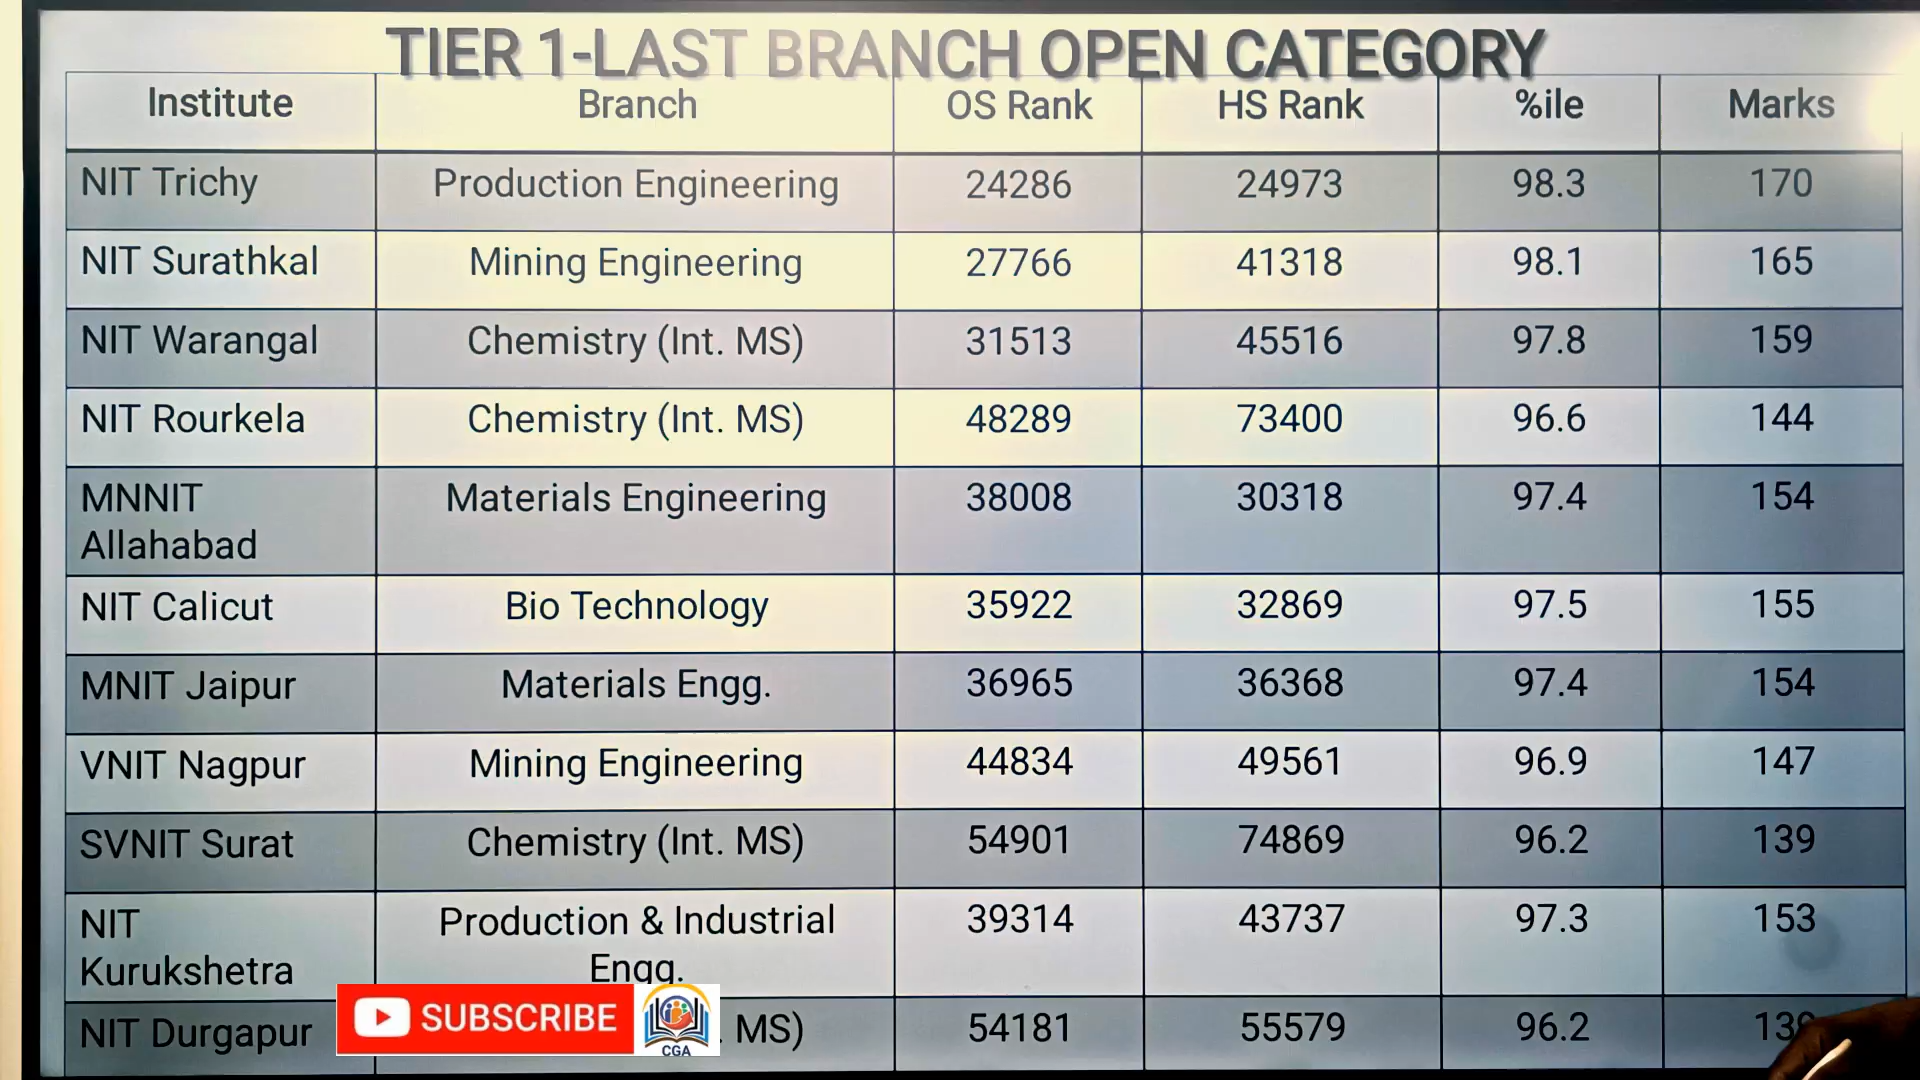 TIER 1-LAST BRANCH OPEN CATEGORY
Institute Branch OS Rank HS Rank %ile Marks
NIT Trichy Production Engineering 24286 24973 98.3 170
NIT Surathkal Mining Engineering 27766 41318 98.1 165
NIT Warangal Chemistry (Int. MS) 31513 45516 97.8 159
NIT Rourkela Chemistry (Int. MS) 48289 73400 96.6 144
MNNIT Materials Engineering 38008 30318 97.4 154
Allahabad
NIT Calicut Bio Technology 35922 32869 97.5 155
MNIT Jaipur Materials Engg. 36965 36368 97.4 154
VNIT Nagpur Mining Engineering 44834 49561 96.9 147
SVNIT Surat Chemistry (Int. MS) 54901 74869 96.2 139
NIT Production & Industrial 39314 43737 97.3 153
Kurukshetra Engg.
NIT Durgapur MS) 54181 55579 96.2
SUBSCRIBE
CGA